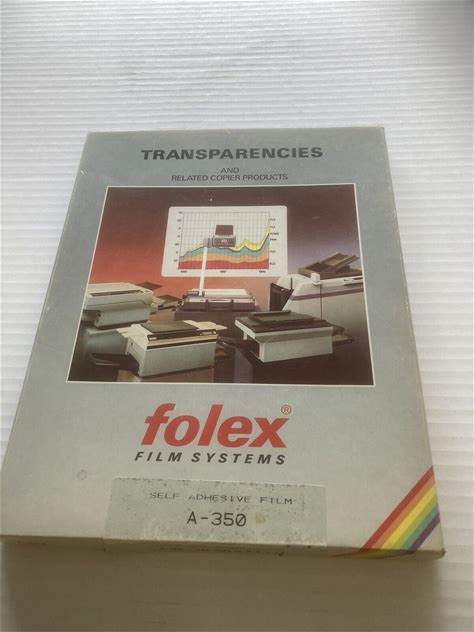 TRANSPARENCIES
AND
RELATED COPIER PRODUCTS
folex®
FILM SYSTEMS
SELF ADHESIVE FILM
A-350